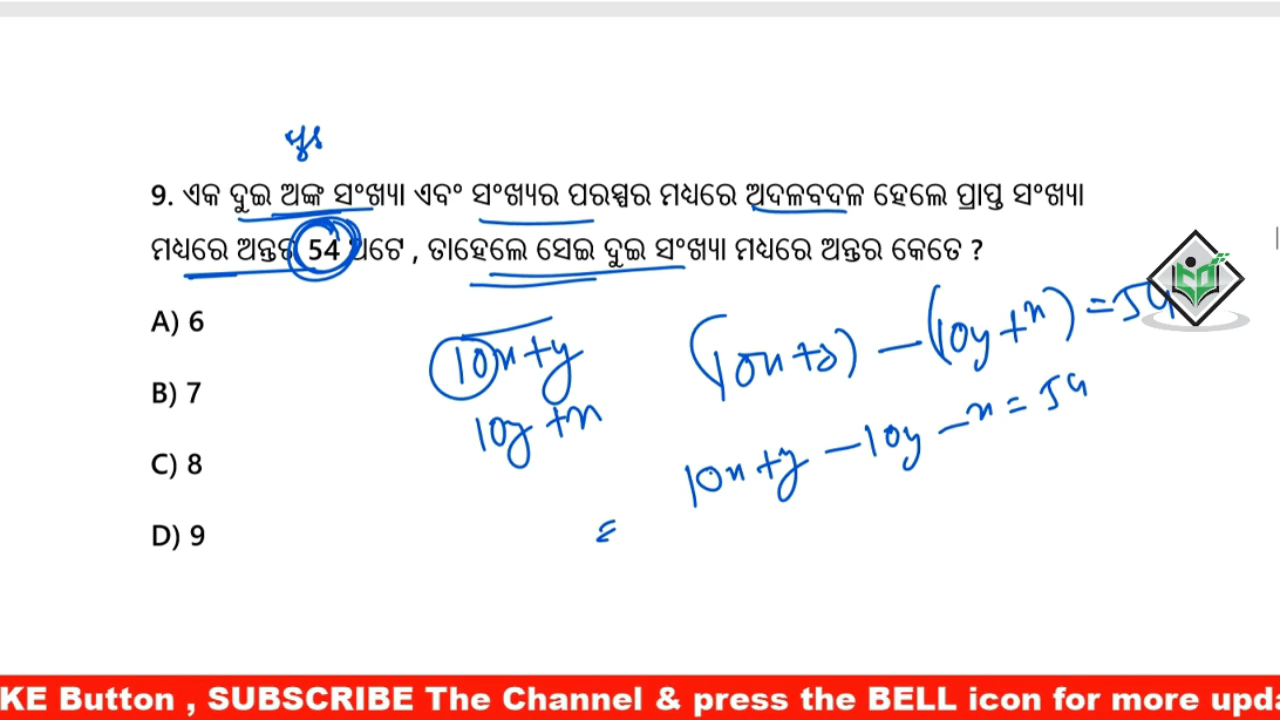 9. ଏକ ଦୁଇ ଅଙ୍କ ସଂଖ୍ୟା ଏବଂ ସଂଖ୍ୟର ପରସ୍ପର ମଧ୍ୟରେ ଅଦଳବଦଳ ହେଲେ ପ୍ରାପ୍ତ ସଂଖ୍ୟା
ମଧ୍ୟରେ ଅନ୍ତର 54 ଅଟେ , ତାହେଲେ ସେଇ ଦୁଇ ସଂଖ୍ୟା ମଧ୍ୟରେ ଅନ୍ତର କେତେ ?
A) 6
B) 7
C) 8
D) 9
10x+y
10y+x
(10x+y) - (10y+x) = 54
10x+y - 10y - x = 54
=
KE Button , SUBSCRIBE The Channel & press the BELL icon for more upd